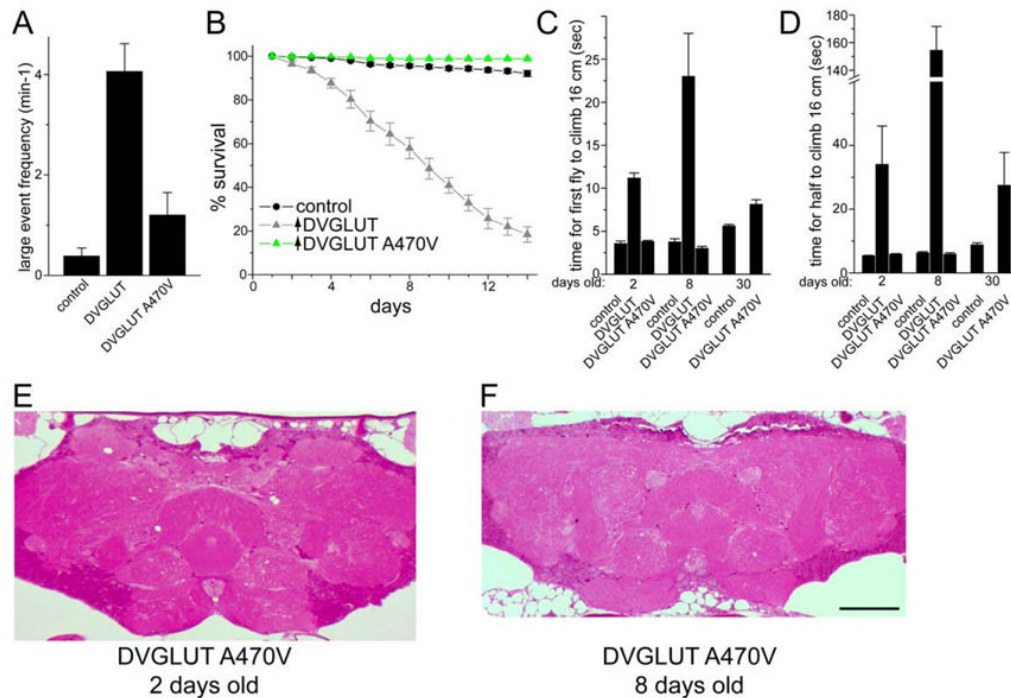 A
large event frequency (min-1)
4
2
0
control
DVGLUT
DVGLUT A470V
B
% survival
100
80
60
40
20
0
control
DVGLUT
DVGLUT A470V
0
4
8
12
days
C
time for first fly to climb 16 cm (sec)
25
20
15
10
5
0
days old:
2
8
30
control
DVGLUT
DVGLUT A470V
control
DVGLUT
DVGLUT A470V
control
DVGLUT A470V
D
time for half to climb 16 cm (sec)
180
160
140
40
20
0
days old:
2
8
30
control
DVGLUT
DVGLUT A470V
control
DVGLUT
DVGLUT A470V
control
DVGLUT A470V
E
DVGLUT A470V
2 days old
F
DVGLUT A470V
8 days old